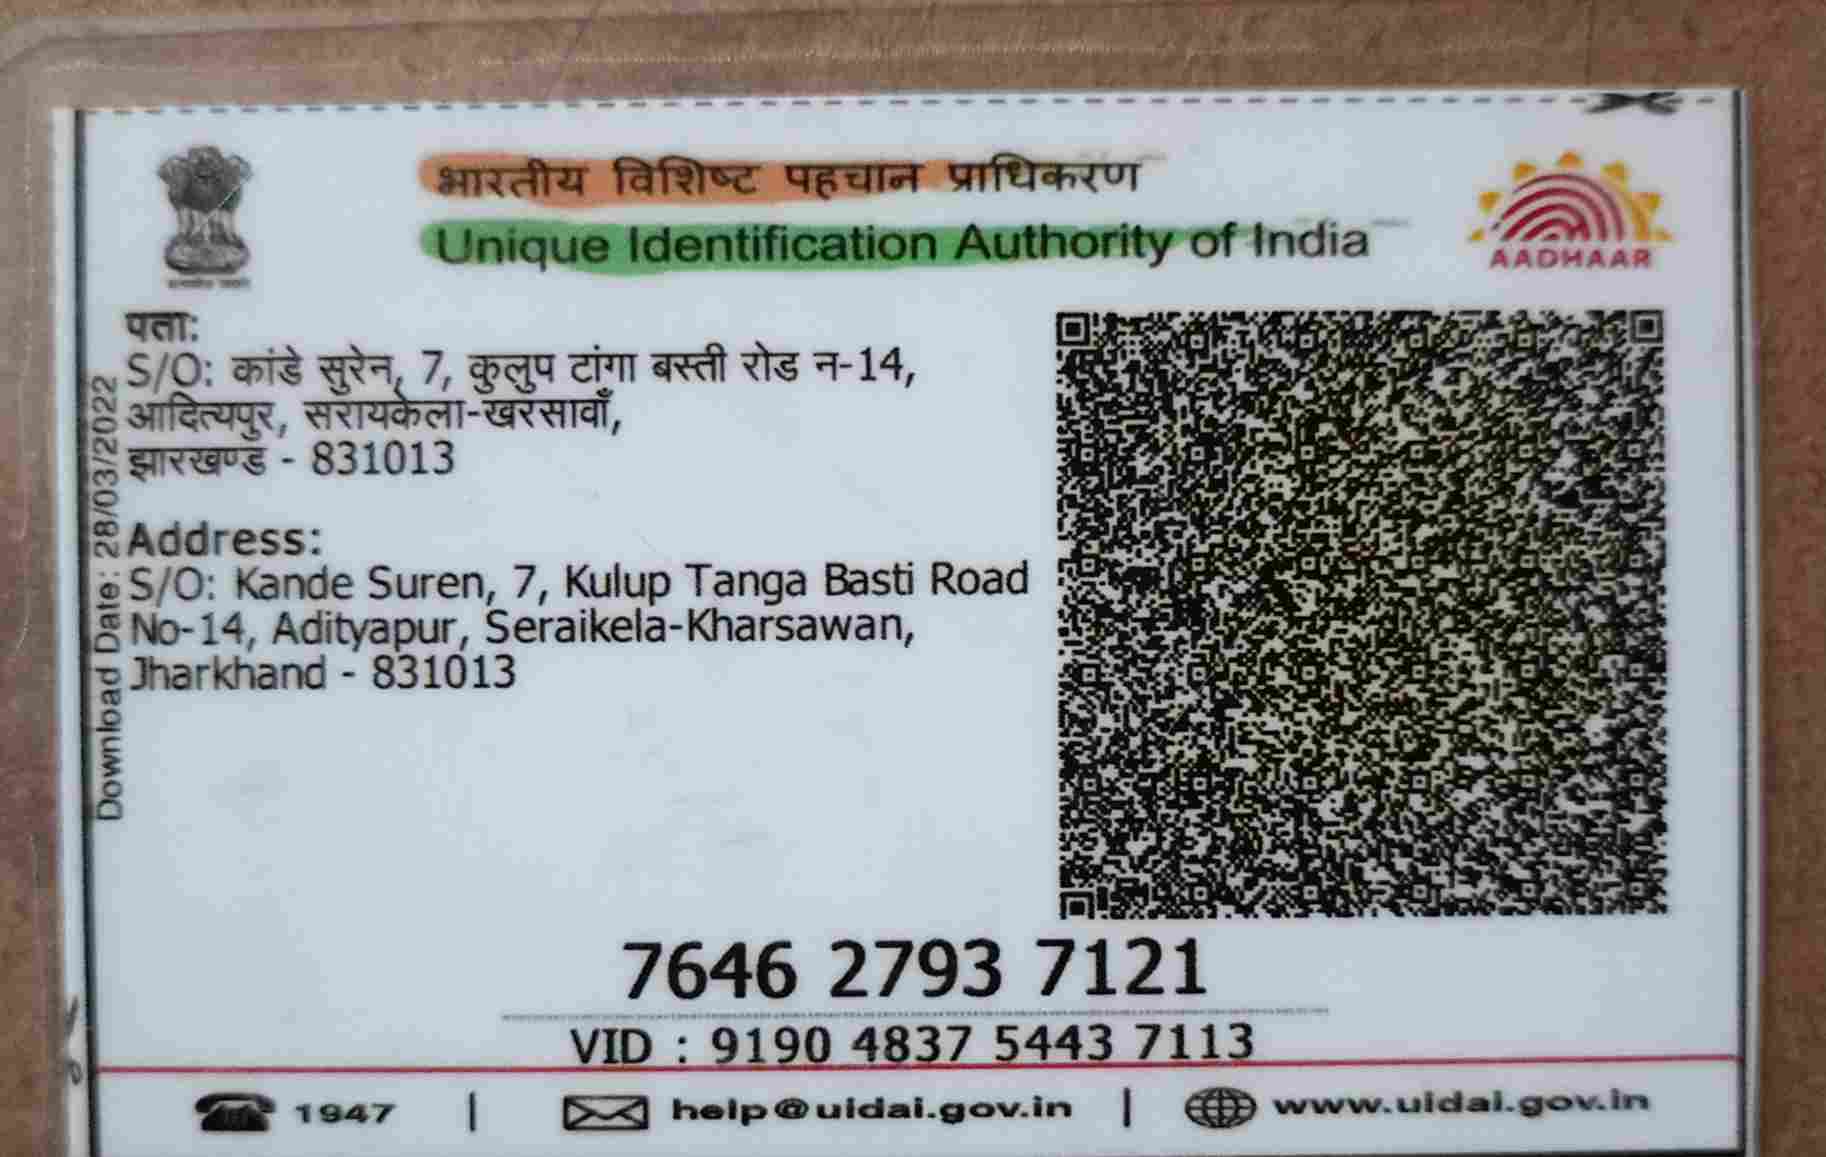 भारतीय विशिष्ट पहचान प्राधिकरण
Unique Identification Authority of India
AADHAAR
पता:
S/O: कांडे सुरेन, 7, कुलुप टांगा बस्ती रोड न-14,
आदित्यपुर, सरायकेला-खरसावाँ,
झारखण्ड - 831013
Address:
S/O: Kande Suren, 7, Kulup Tanga Basti Road
No-14, Adityapur, Seraikela-Kharsawan,
Jharkhand - 831013
Download Date: 28/03/2022
7646 2793 7121
VID : 9190 4837 5443 7113
1947 | help@uidai.gov.in | www.uidai.gov.in